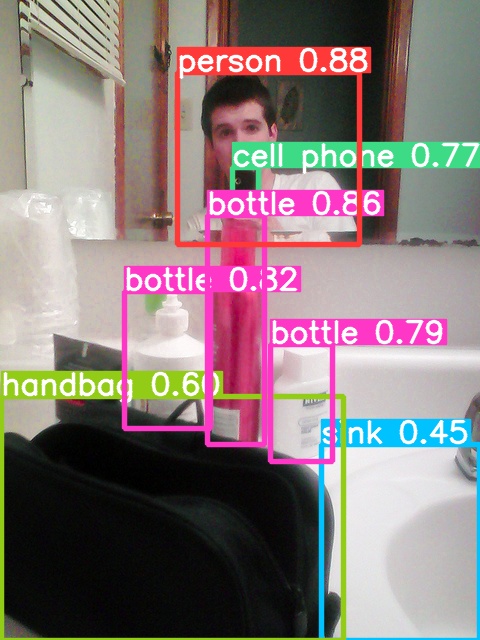 person 0.88
cell phone 0.77
bottle 0.86
bottle 0.82
bottle 0.79
handbag 0.60
sink 0.45